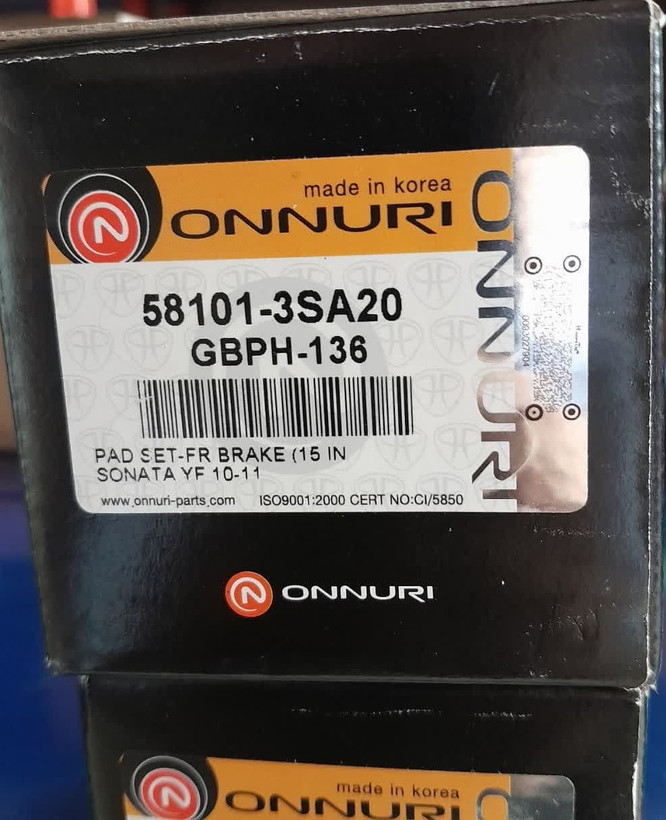 made in korea
ONNURI
ONNURI
58101-3SA20
GBPH-136
PAD SET-FR BRAKE (15 IN
SONATA YF 10-11
www.onnuri-parts.com
ISO9001:2000 CERT NO:CI/5850
ONNURI
made in korea
ONNURI